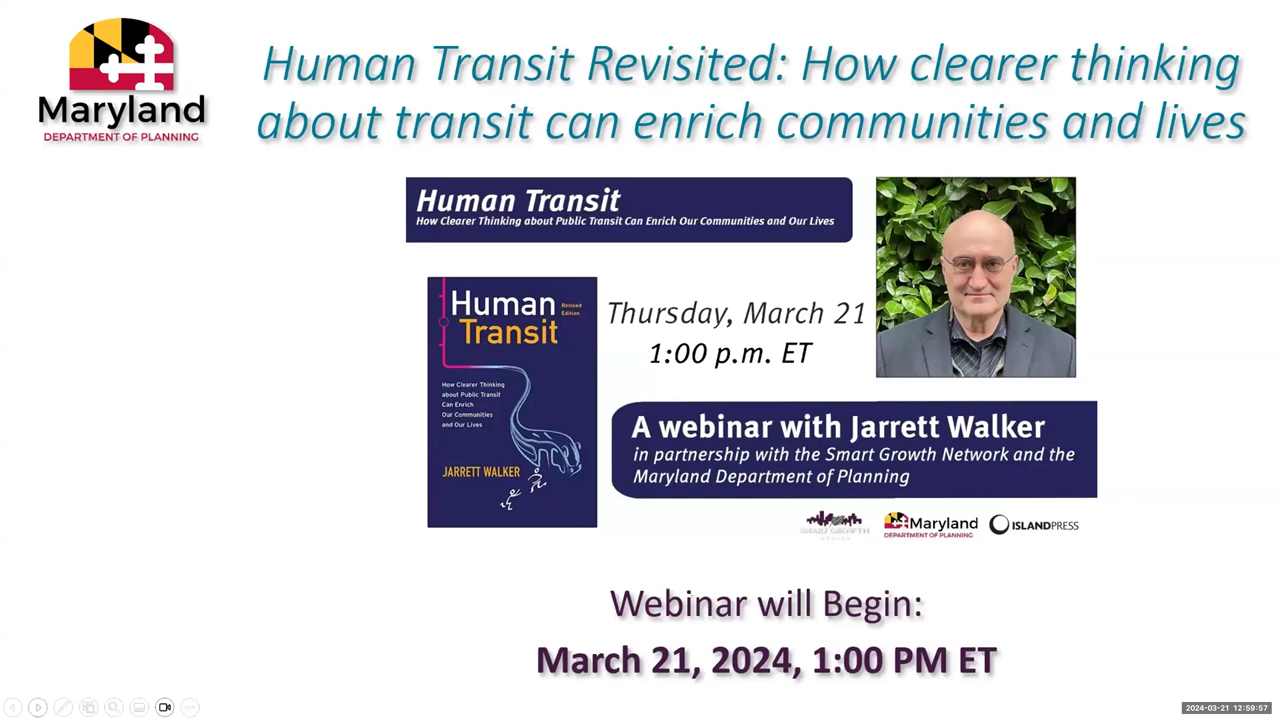 Maryland
DEPARTMENT OF PLANNING
Human Transit Revisited: How clearer thinking
about transit can enrich communities and lives
Human Transit
How Clearer Thinking about Public Transit Can Enrich Our Communities and Our Lives
Human Revised
Transit Edition
How Clearer Thinking
about Public Transit
Can Enrich
Our Communities
and Our Lives
JARRETT WALKER
Thursday, March 21
1:00 p.m. ET
A webinar with Jarrett Walker
in partnership with the Smart Growth Network and the
Maryland Department of Planning
SMART GROWTH
Maryland
DEPARTMENT OF PLANNING
ISLANDPRESS
Webinar will Begin:
March 21, 2024, 1:00 PM ET
2024-03-21 12:59:57